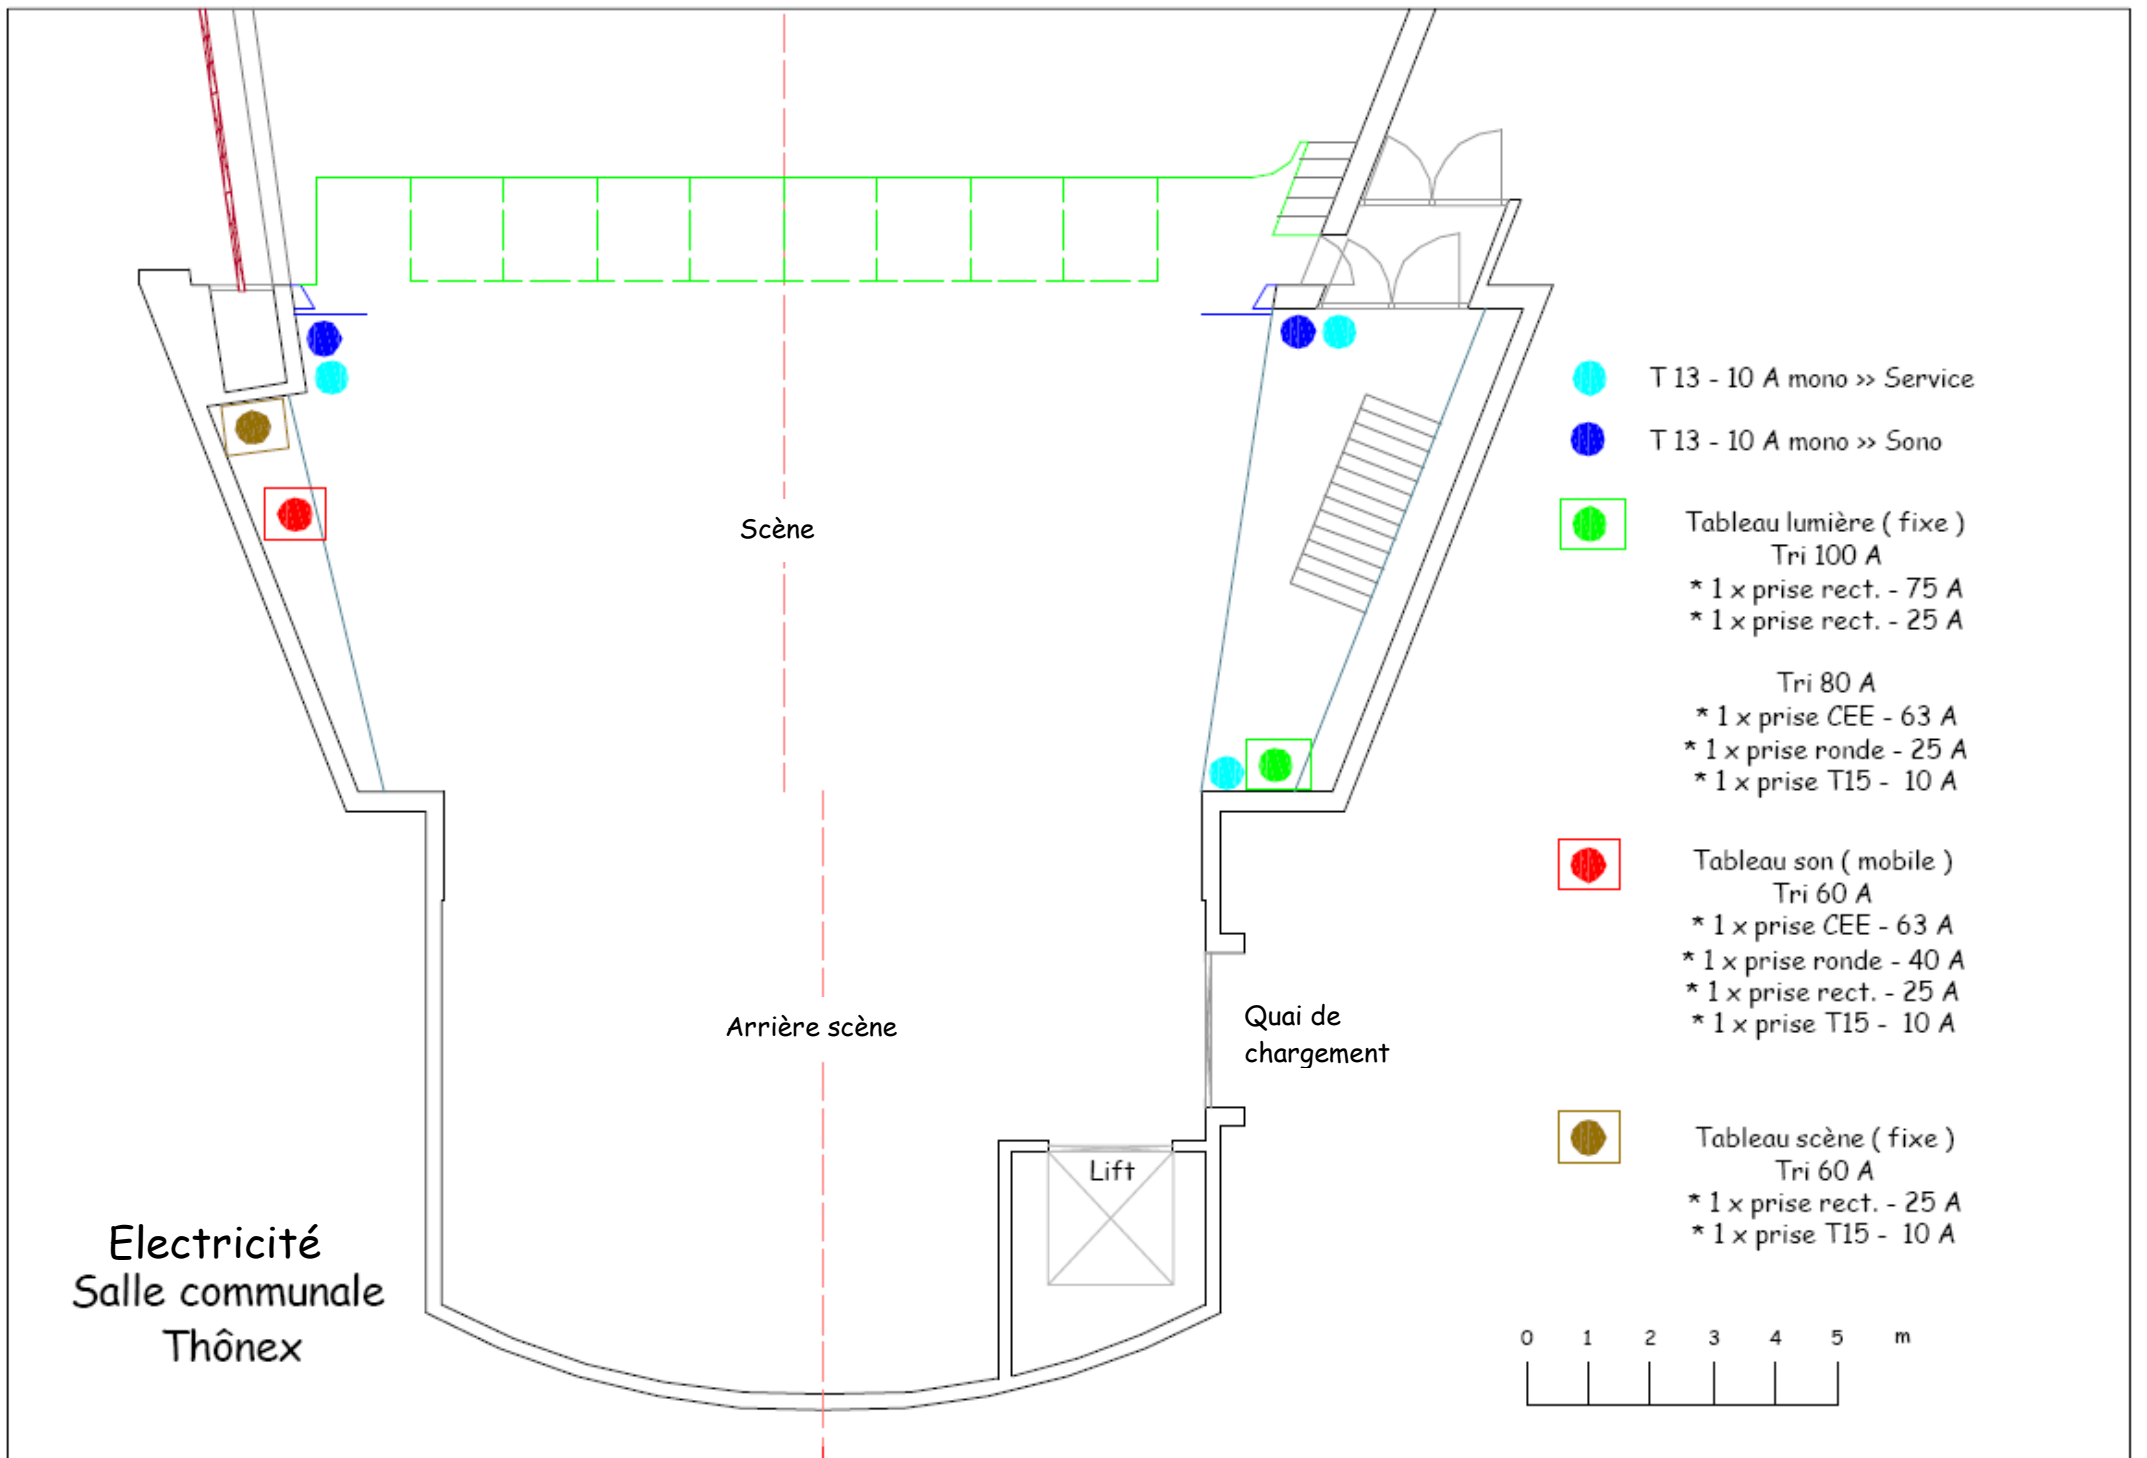 Scène
Arrière scène
Quai de
chargement
Lift
Electricité
Salle communale
Thônex
T 13 - 10 A mono >> Service
T 13 - 10 A mono >> Sono
Tableau lumière ( fixe )
Tri 100 A
* 1 x prise rect. - 75 A
* 1 x prise rect. - 25 A
Tri 80 A
* 1 x prise CEE - 63 A
* 1 x prise ronde - 25 A
* 1 x prise T15 - 10 A
Tableau son ( mobile )
Tri 60 A
* 1 x prise CEE - 63 A
* 1 x prise ronde - 40 A
* 1 x prise rect. - 25 A
* 1 x prise T15 - 10 A
Tableau scène ( fixe )
Tri 60 A
* 1 x prise rect. - 25 A
* 1 x prise T15 - 10 A
0 1 2 3 4 5 m